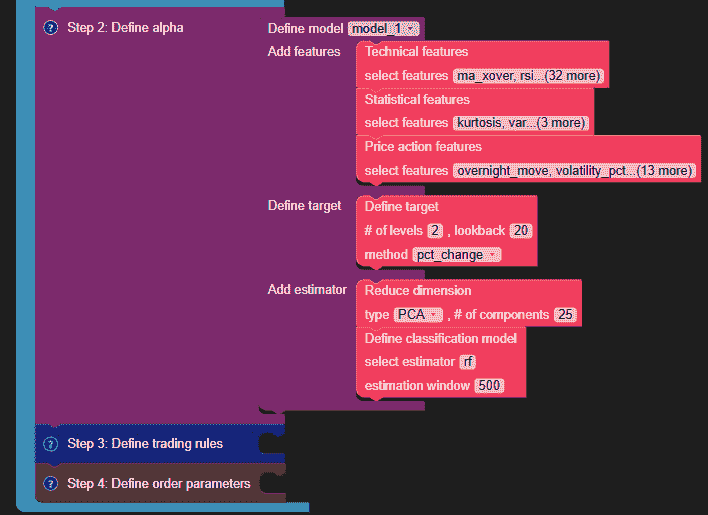 ? Step 2: Define alpha
Define model model_1
Add features
Technical features
select features ma_xover, rsi...(32 more)
Statistical features
select features kurtosis, var...(3 more)
Price action features
select features overnight_move, volatility_pct...(13 more)
Define target
Define target
# of levels 2 , lookback 20
method pct_change
Add estimator
Reduce dimension
type PCA , # of components 25
Define classification model
select estimator rf
estimation window 500
? Step 3: Define trading rules
? Step 4: Define order parameters